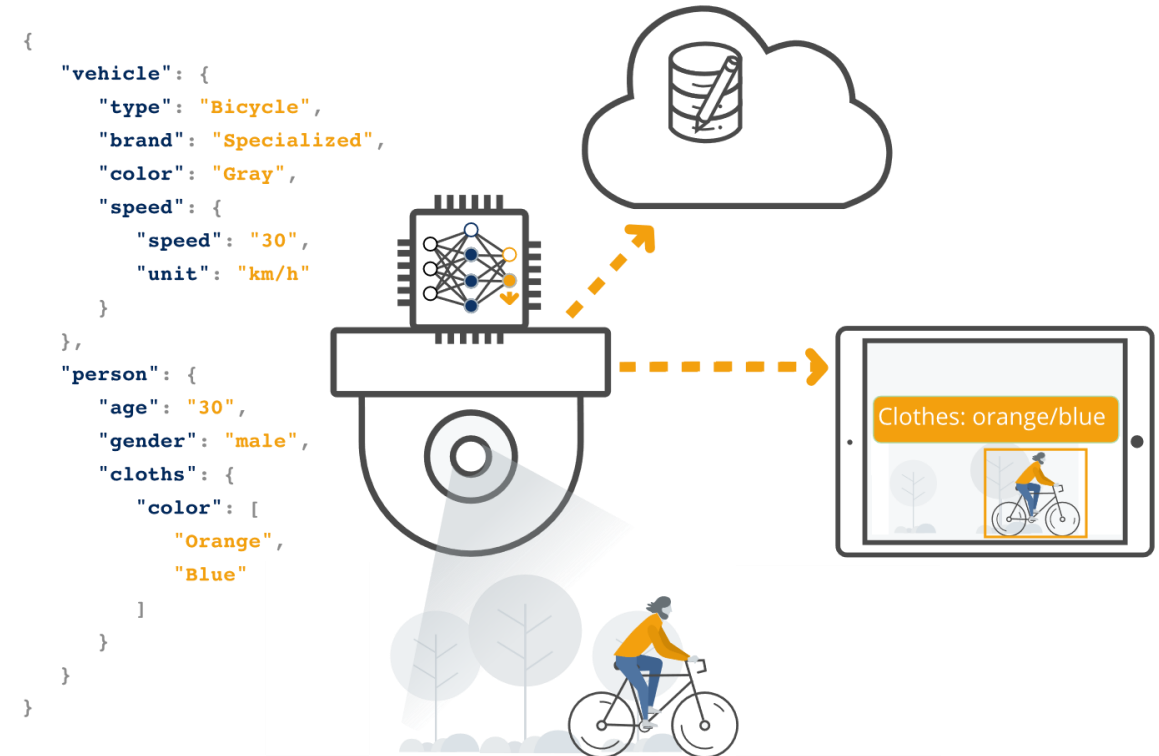 {
"vehicle": {
"type": "Bicycle",
"brand": "Specialized",
"color": "Gray",
"speed": {
"speed": "30",
"unit": "km/h"
}
},
"person": {
"age": "30",
"gender": "male",
"cloths": {
"color": [
"Orange",
"Blue"
]
}
}
}
Clothes: orange/blue